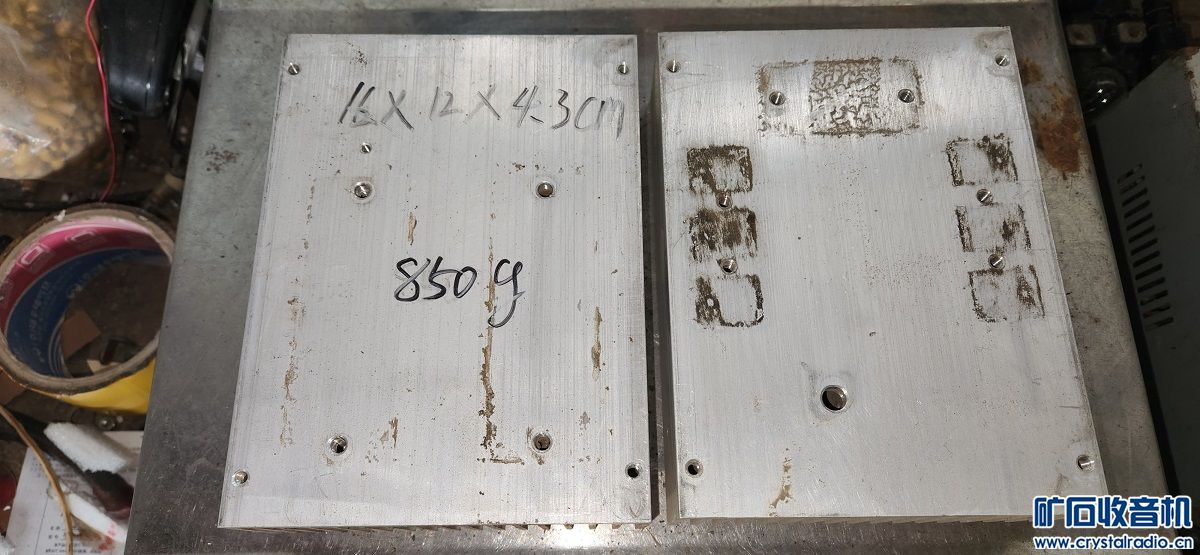 16X12X4.3cm
850g
矿石收音机
www.crystalradio.cn